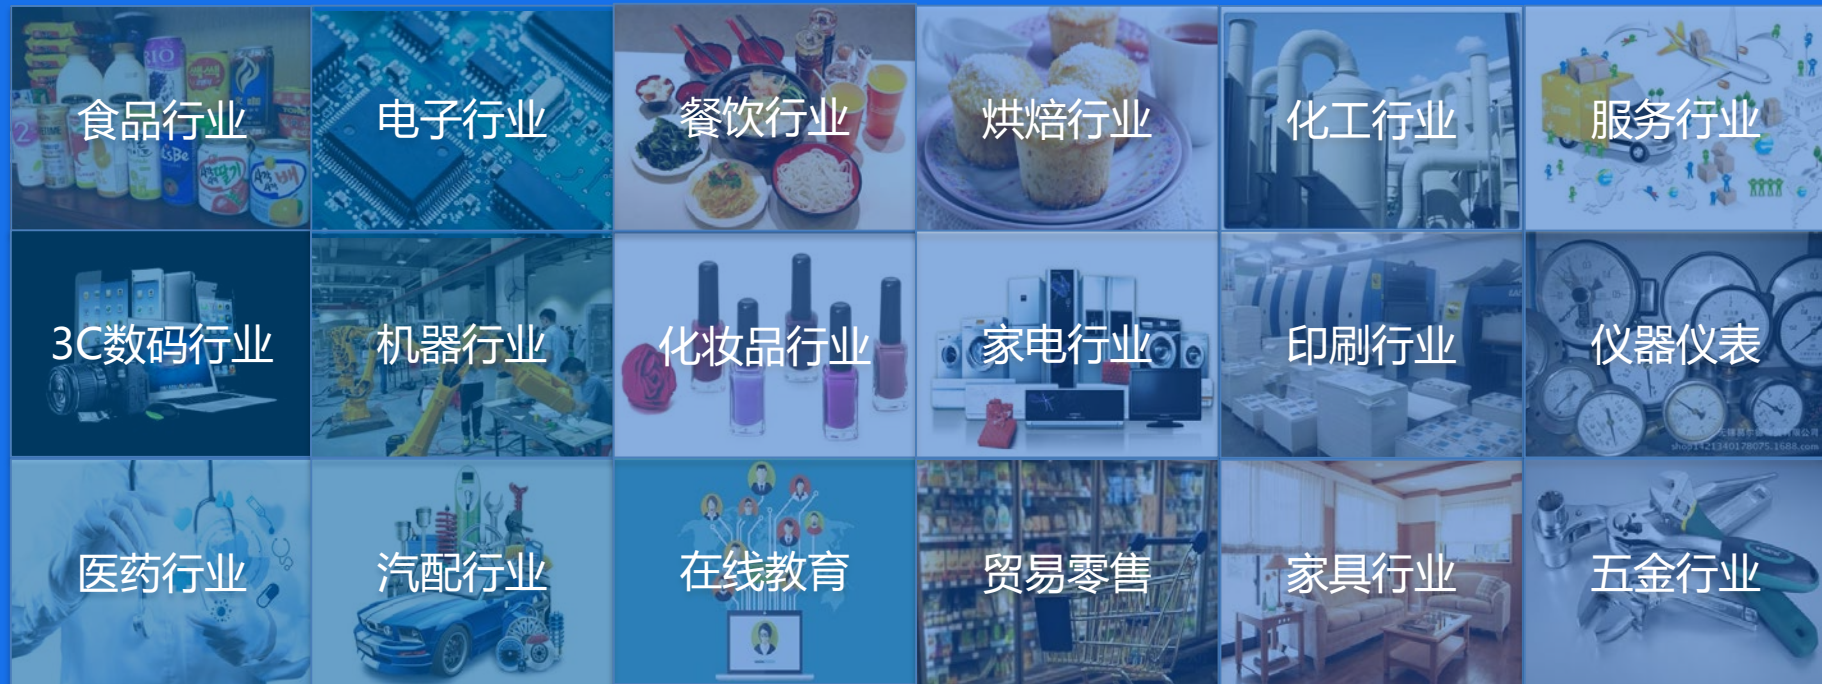 食品行业
电子行业
餐饮行业
烘焙行业
化工行业
服务行业
3C数码行业
机器行业
化妆品行业
家电行业
印刷行业
仪器仪表
shop1421340178075.1688.com
医药行业
汽配行业
在线教育
贸易零售
家具行业
五金行业